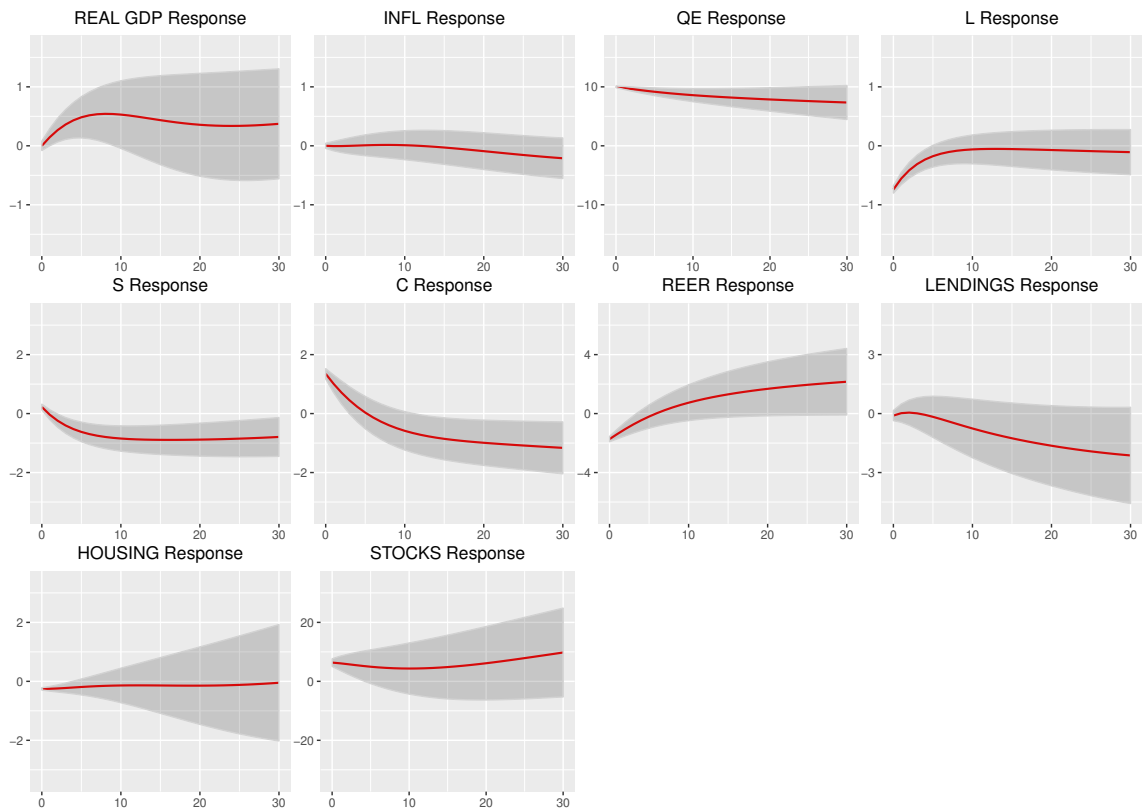 REAL GDP Response
INFL Response
QE Response
L Response
1
0
−1
0 10 20 30
1
0
−1
0 10 20 30
10
0
−10
0 10 20 30
1
0
−1
0 10 20 30
S Response
C Response
REER Response
LENDINGS Response
2
0
−2
0 10 20 30
2
0
−2
0 10 20 30
4
0
−4
0 10 20 30
3
0
−3
0 10 20 30
HOUSING Response
STOCKS Response
2
0
−2
0 10 20 30
20
0
−20
0 10 20 30